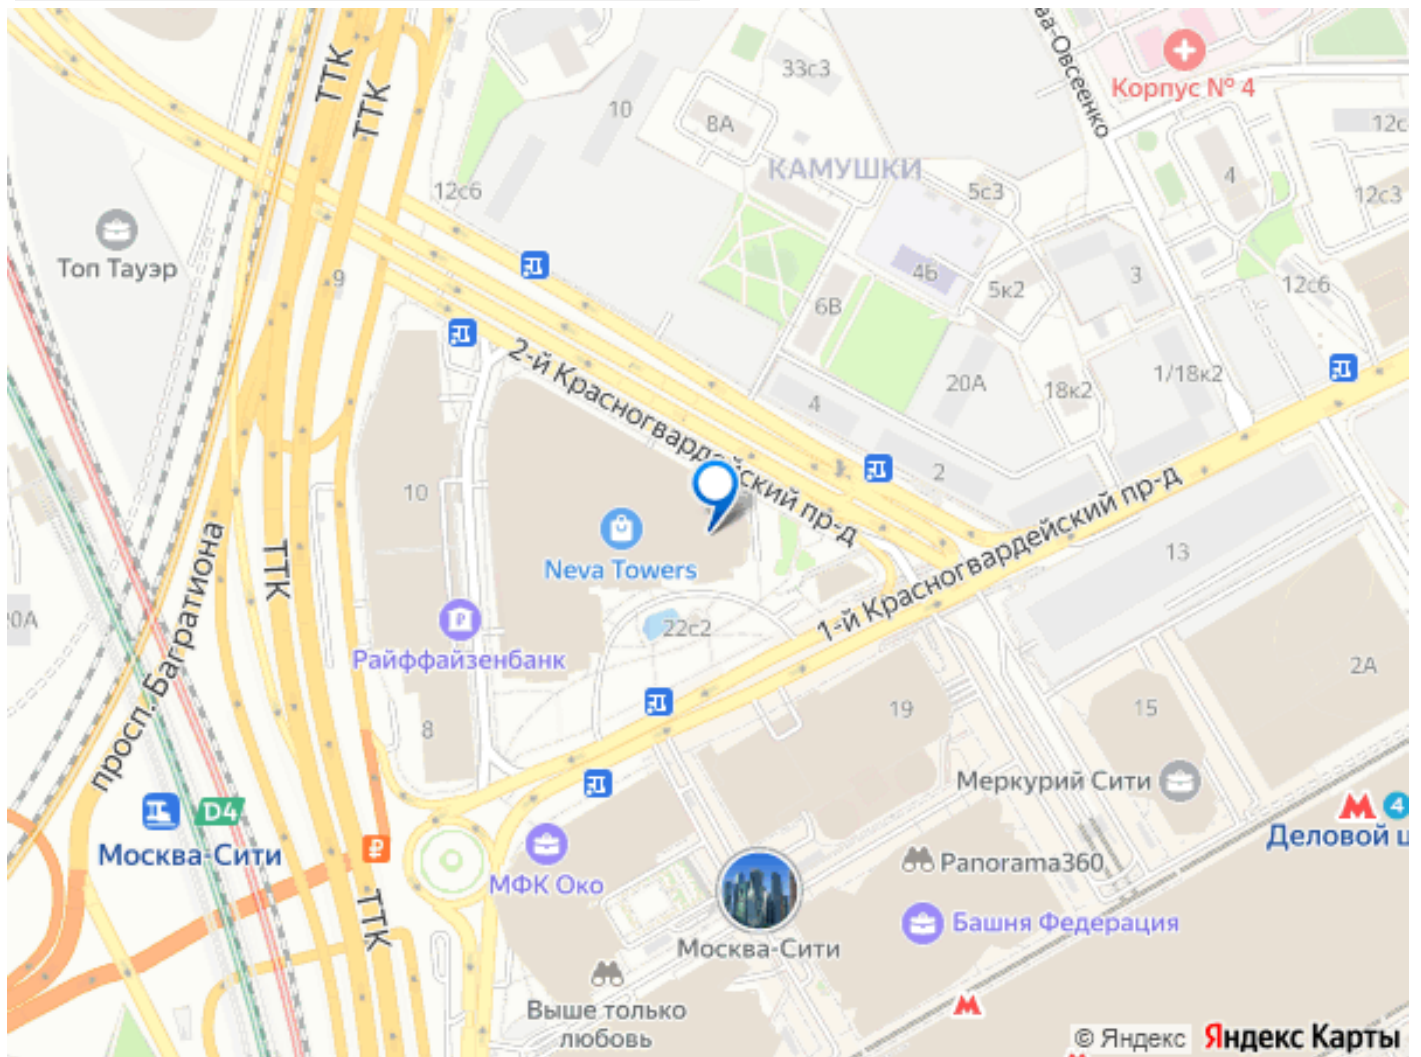 ТТК
ТТК
33с3
10
8А
КАМУШКИ
Корпус № 4
12с
4
12с3
12с6
5с3
Топ Тауэр
9
4Б
5к2
3
12с6
6В
2-й Красногвардейский пр-д
20А
18к2
1/18к2
4
2
10
Neva Towers
1-й Красногвардейский пр-д
13
ТТК
просп. Багратиона
22с2
Райффайзенбанк
8
19
15
2А
Меркурий Сити
D4
Москва-Сити
МФК Око
Panorama360
4
Деловой ц
ТТК
Башня Федерация
Москва-Сити
Выше только
любовь
© Яндекс Яндекс Карты